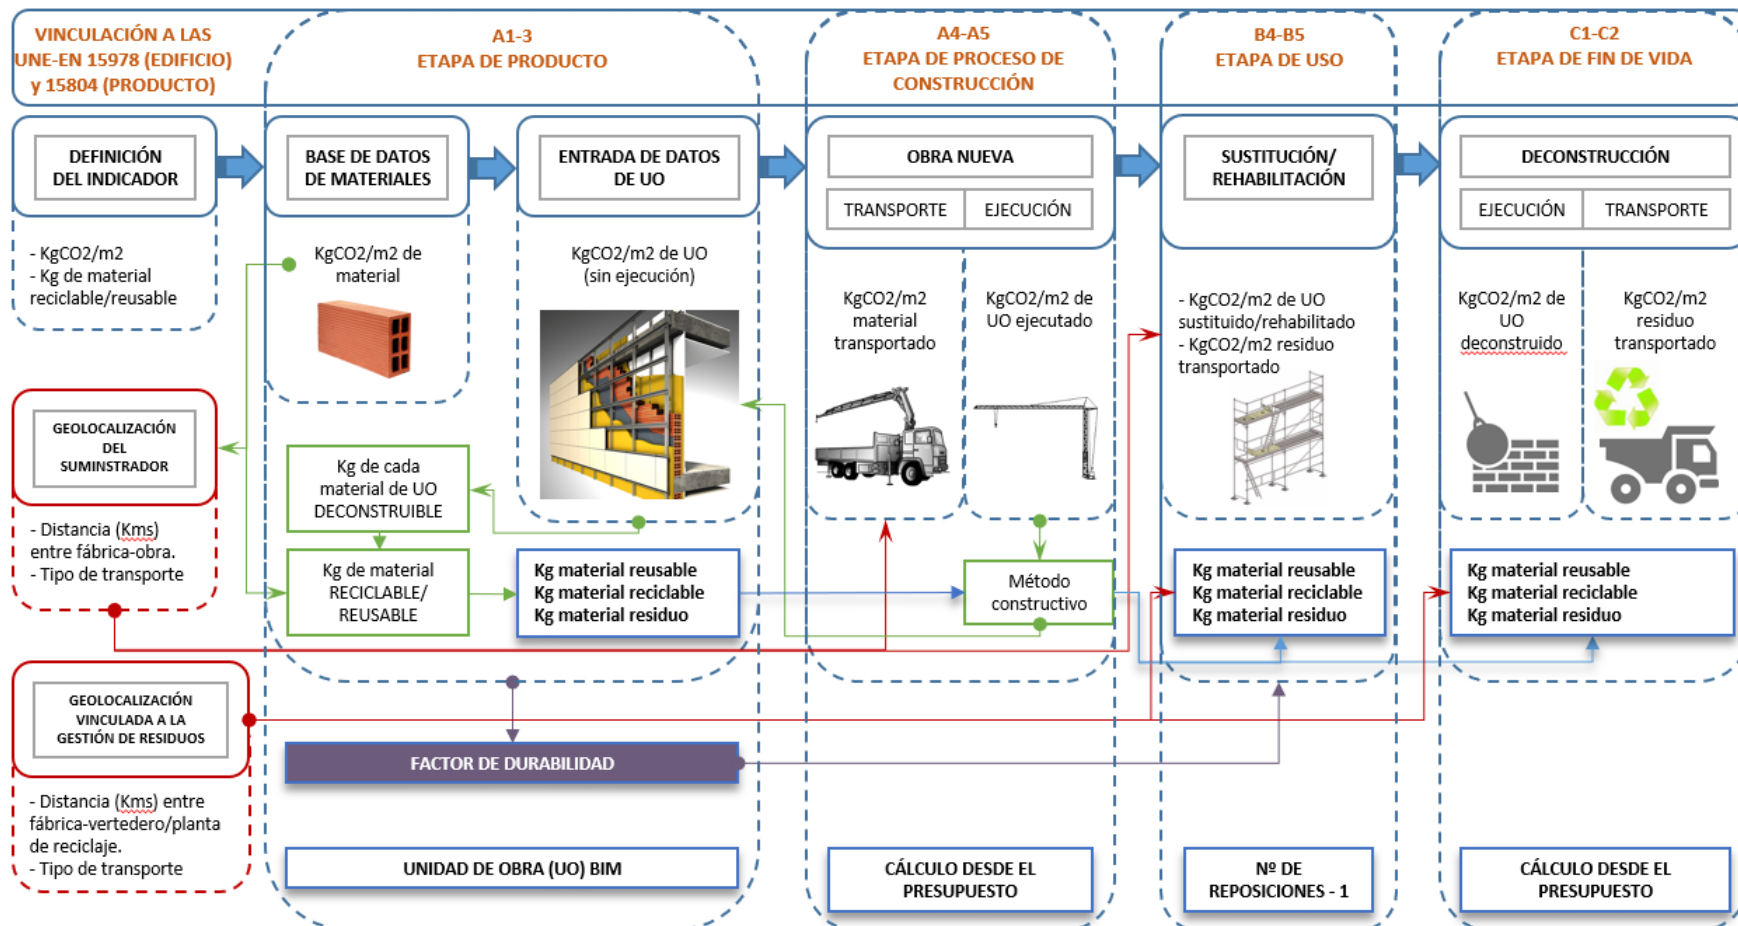 VINCULACIÓN A LAS
UNE-EN 15978 (EDIFICIO)
y 15804 (PRODUCTO)
A1-3
ETAPA DE PRODUCTO
A4-A5
ETAPA DE PROCESO DE
CONSTRUCCIÓN
B4-B5
ETAPA DE USO
C1-C2
ETAPA DE FIN DE VIDA
DEFINICIÓN
DEL INDICADOR
BASE DE DATOS
DE MATERIALES
ENTRADA DE DATOS
DE UO
OBRA NUEVA
TRANSPORTE
EJECUCIÓN
SUSTITUCIÓN/
REHABILITACIÓN
DECONSTRUCCIÓN
EJECUCIÓN
TRANSPORTE
- KgCO2/m2
- Kg de material
reciclable/reusable
KgCO2/m2 de
material
KgCO2/m2 de UO
(sin ejecución)
KgCO2/m2
material
transportado
KgCO2/m2 de
UO ejecutado
- KgCO2/m2 de UO
sustituido/rehabilitado
- KgCO2/m2 residuo
transportado
KgCO2/m2 de
UO
deconstruido
KgCO2/m2
residuo
transportado
GEOLOCALIZACIÓN
DEL
SUMINSTRADOR
- Distancia (Kms)
entre fábrica-obra.
- Tipo de transporte
Kg de cada
material de UO
DECONSTRUIBLE
Kg de material
RECICLABLE/
REUSABLE
Kg material reusable
Kg material reciclable
Kg material residuo
Método
constructivo
Kg material reusable
Kg material reciclable
Kg material residuo
Kg material reusable
Kg material reciclable
Kg material residuo
GEOLOCALIZACIÓN
VINCULADA A LA
GESTIÓN DE RESIDUOS
- Distancia (Kms) entre
fábrica-vertedero/planta
de reciclaje.
- Tipo de transporte
FACTOR DE DURABILIDAD
UNIDAD DE OBRA (UO) BIM
CÁLCULO DESDE EL
PRESUPUESTO
Nº DE
REPOSICIONES - 1
CÁLCULO DESDE EL
PRESUPUESTO